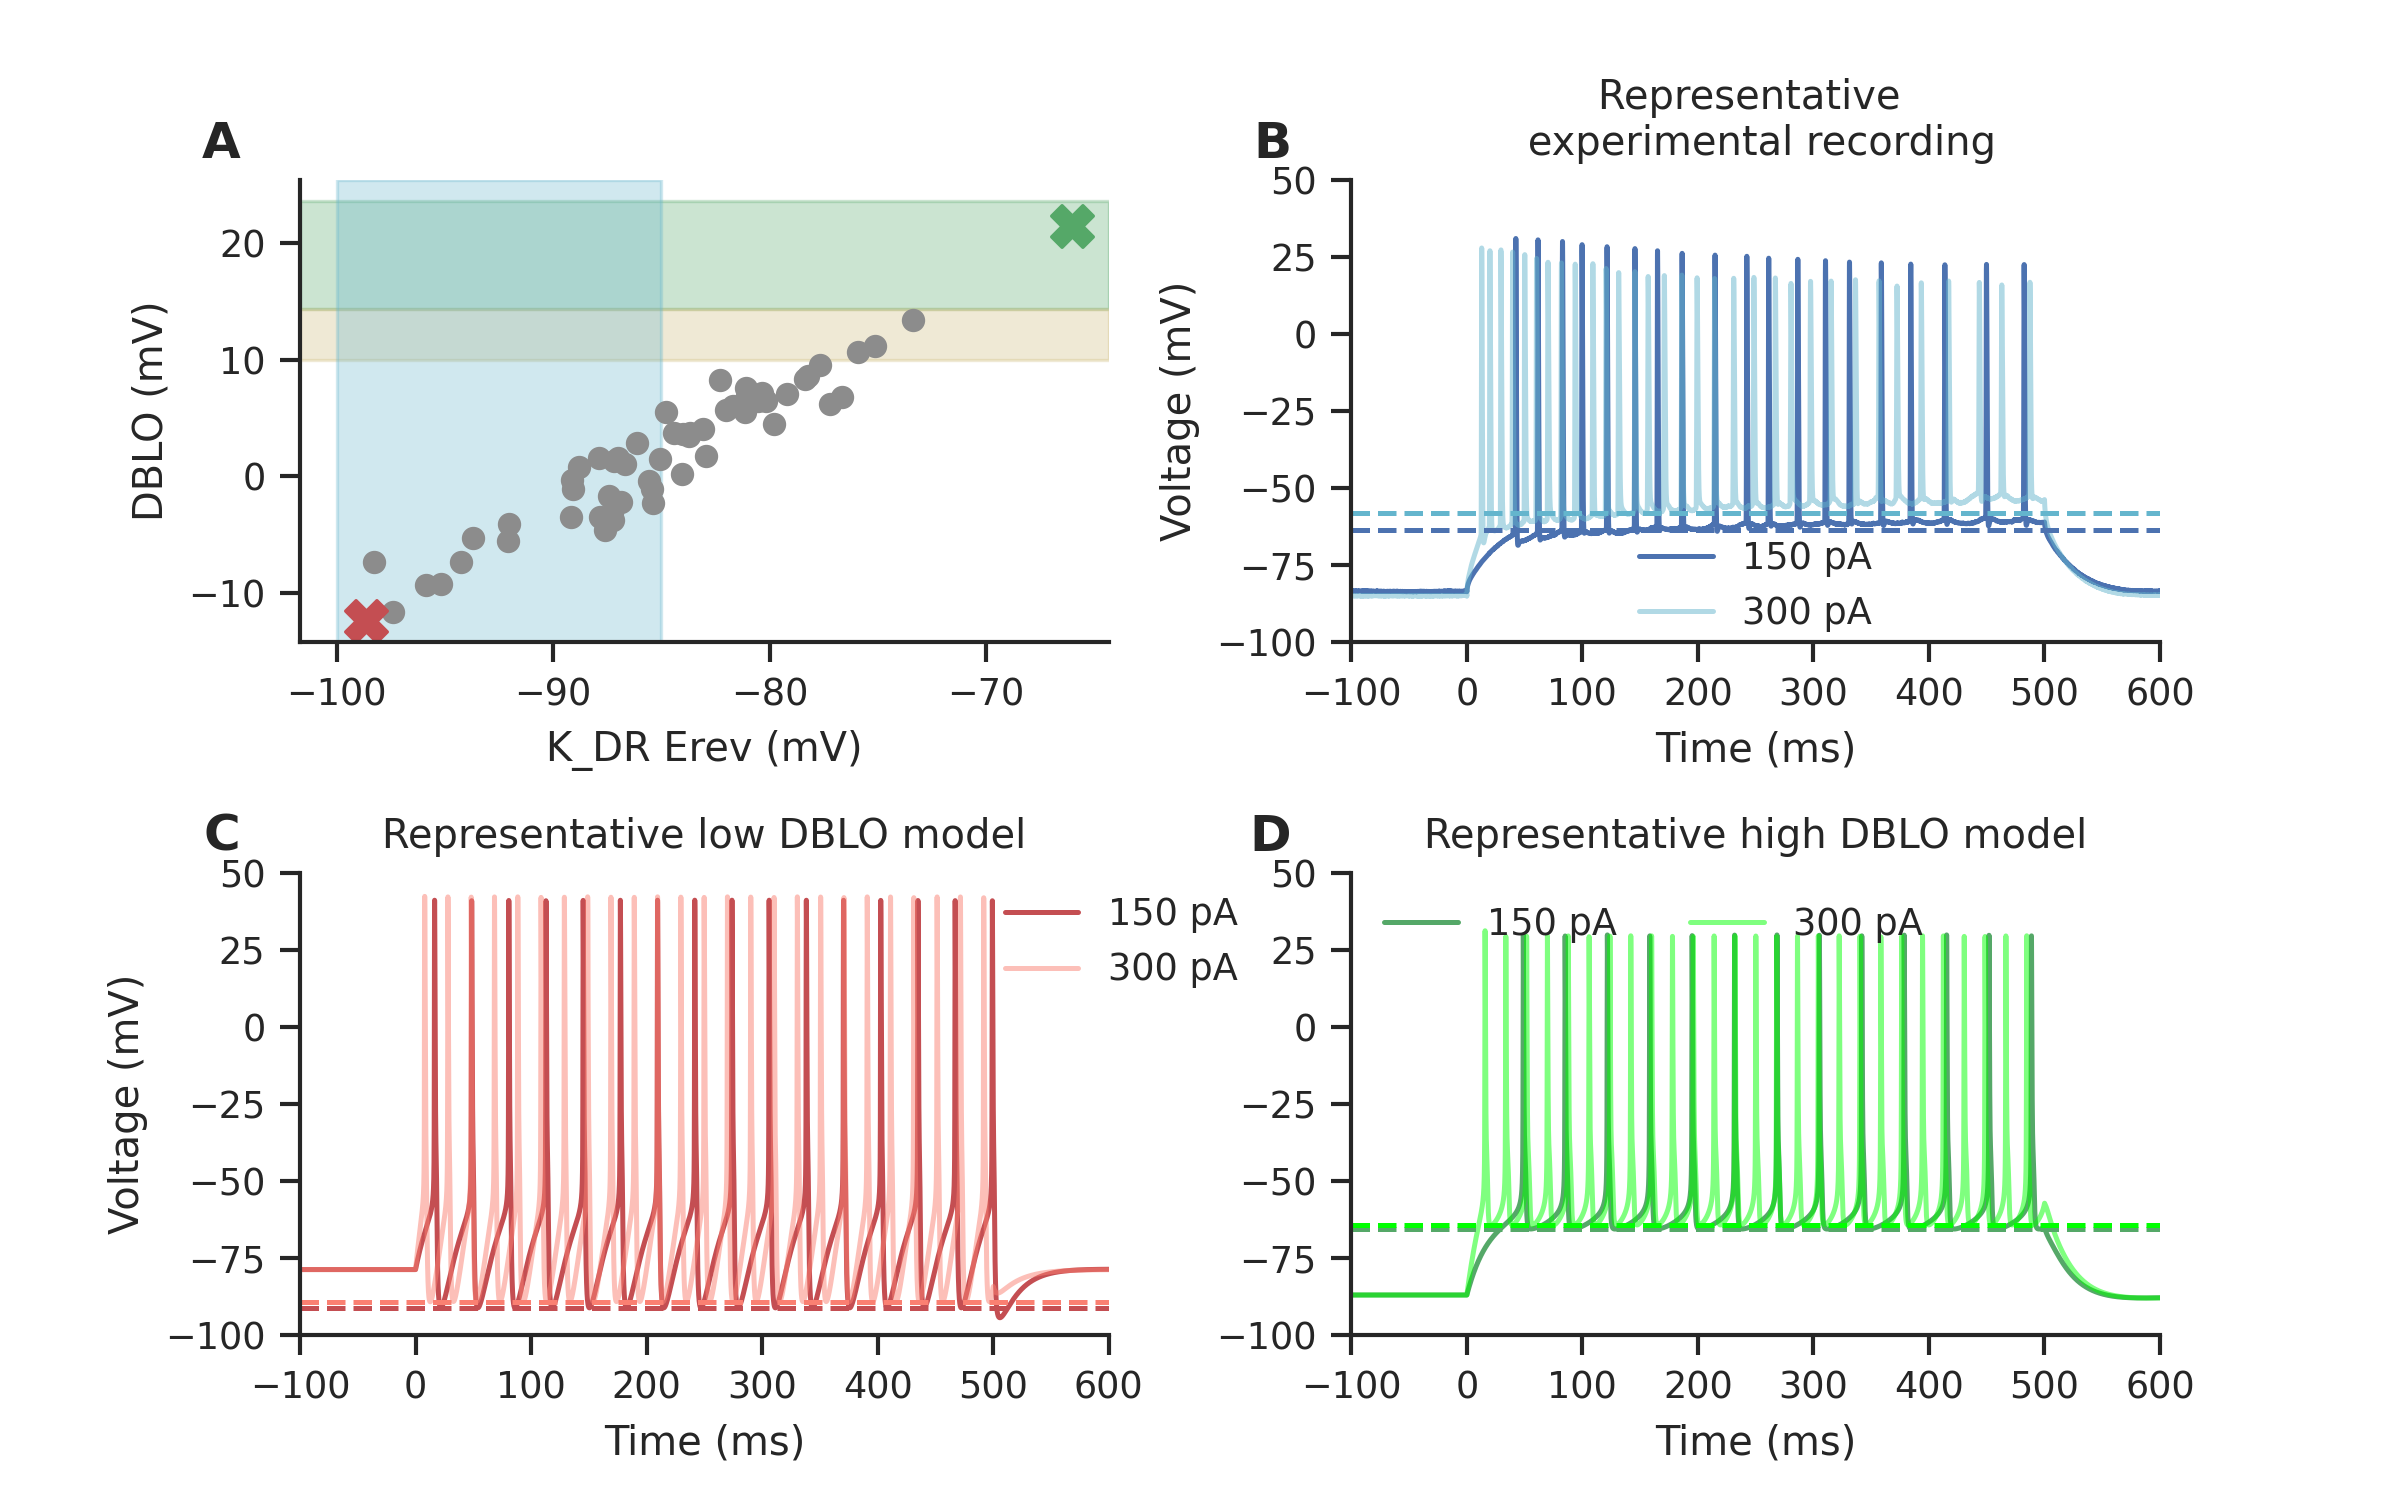 A
20
10
0
−10
DBLO (mV)
−100 −90 −80 −70
K_DR Erev (mV)
B
Representative
experimental recording
50
25
0
−25
−50
−75
−100
Voltage (mV)
150 pA
300 pA
−100 0 100 200 300 400 500 600
Time (ms)
C
Representative low DBLO model
50
25
0
−25
−50
−75
−100
Voltage (mV)
150 pA
300 pA
−100 0 100 200 300 400 500 600
Time (ms)
D
Representative high DBLO model
50
25
0
−25
−50
−75
−100
150 pA 300 pA
−100 0 100 200 300 400 500 600
Time (ms)